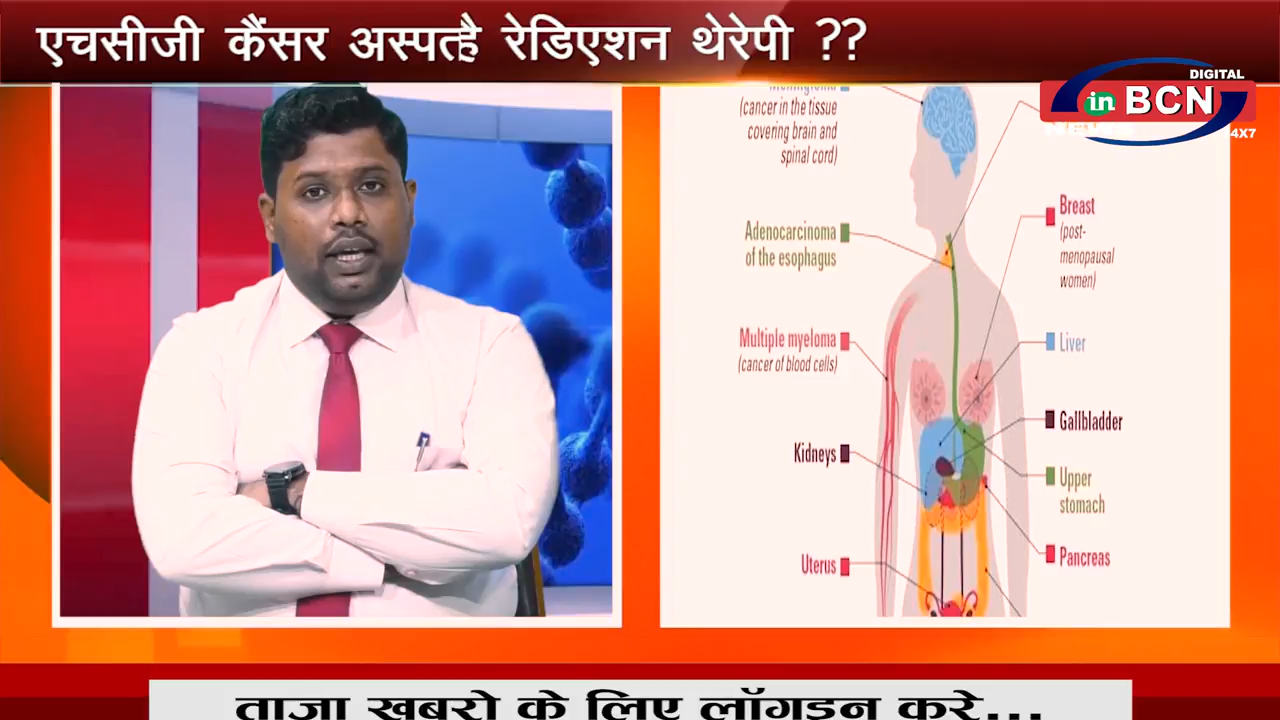 एचसीजी कैंसर अस्पत्है रेडिएशन थेरेपी ??
DIGITAL
in BCN
4X7
(cancer in the tissue
covering brain and
spinal cord)
Adenocarcinoma
of the esophagus
Multiple myeloma
(cancer of blood cells)
Kidneys
Uterus
Breast
(post-
menopausal
women)
Liver
Gallbladder
Upper
stomach
Pancreas
ताजा खबरो के लिए लॉगइन करे...